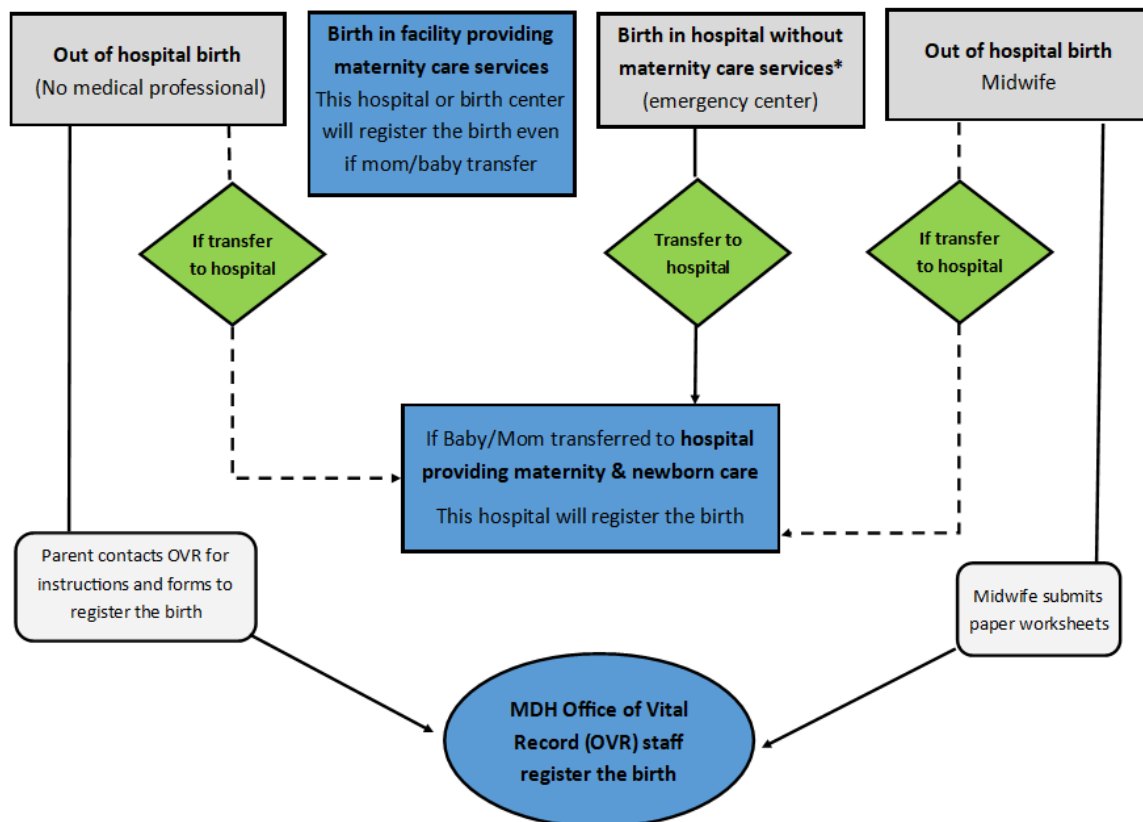 Out of hospital birth
(No medical professional)
Birth in facility providing
maternity care services
This hospital or birth center
will register the birth even
if mom/baby transfer
Birth in hospital without
maternity care services*
(emergency center)
Out of hospital birth
Midwife
If transfer
to hospital
Transfer to
hospital
If transfer
to hospital
If Baby/Mom transferred to hospital
providing maternity & newborn care
This hospital will register the birth
Parent contacts OVR for
instructions and forms to
register the birth
Midwife submits
paper worksheets
MDH Office of Vital
Record (OVR) staff
register the birth